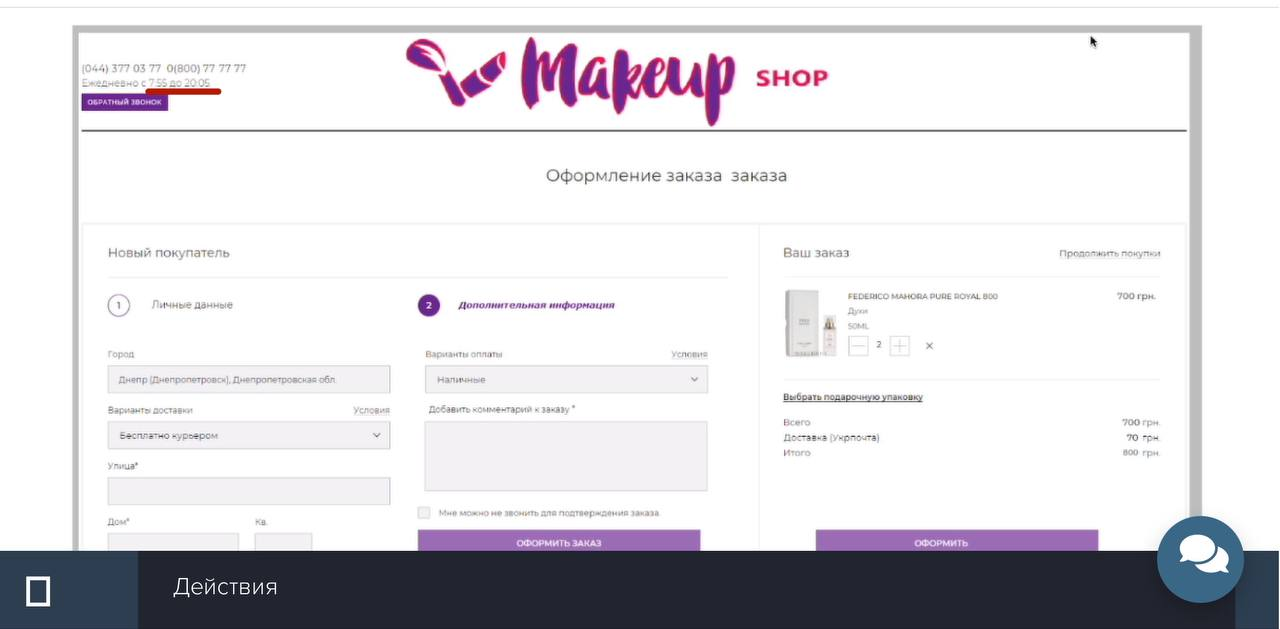 (044) 377 03 77 0(800) 77 77 77
Ежедневно с 7:55 до 20:05
ОБРАТНЫЙ ЗВОНОК
Makeup SHOP
Оформление заказа заказа
Новый покупатель
1 Личные данные
2 Дополнительная информация
Город
Днепр (Днепропетровск), Днепропетровская обл.
Варианты доставки Условия
Бесплатно курьером
Улица*
Дом* Кв.
Варианты оплаты Условия
Наличные
Добавить комментарий к заказу *
Мне можно не звонить для подтверждения заказа.
ОФОРМИТЬ ЗАКАЗ
Ваш заказ Продолжить покупки
FEDERICO MAHORA PURE ROYAL 800 700 грн.
Духи
50ML
2
Выбрать подарочную упаковку
Всего 700 грн.
Доставка (Укрпочта) 70 грн.
Итого 800 грн.
ОФОРМИТЬ
Действия